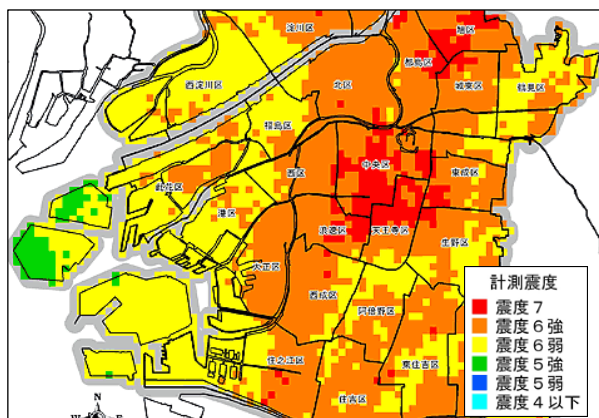 淀川区
旭区
都島区
西淀川区
北区
城東区
鶴見区
福島区
中央区
東成区
此花区
西区
港区
浪速区
天王寺区
生野区
大正区
西成区
阿倍野区
住之江区
東住吉区
住吉区
計測震度
震度7
震度6強
震度6弱
震度5強
震度5弱
震度4以下
N
W
E